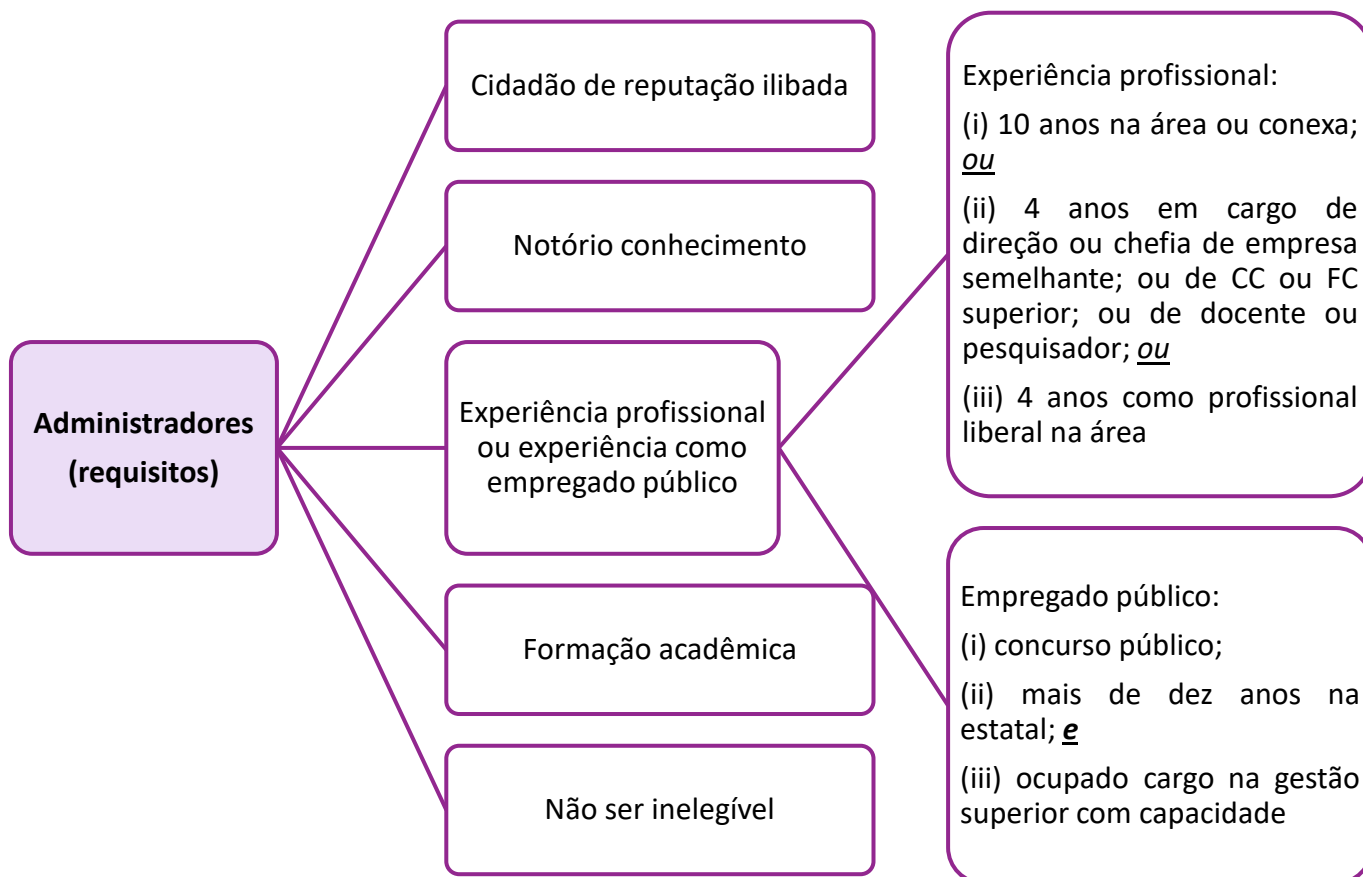 Administradores
(requisitos)
Cidadão de reputação ilibada
Notório conhecimento
Experiência profissional
ou experiência como
empregado público
Formação acadêmica
Não ser inelegível
Experiência profissional:
(i) 10 anos na área ou conexa;
ou
(ii) 4 anos em cargo de
direção ou chefia de empresa
semelhante; ou de CC ou FC
superior; ou de docente ou
pesquisador; ou
(iii) 4 anos como profissional
liberal na área
Empregado público:
(i) concurso público;
(ii) mais de dez anos na
estatal; e
(iii) ocupado cargo na gestão
superior com capacidade